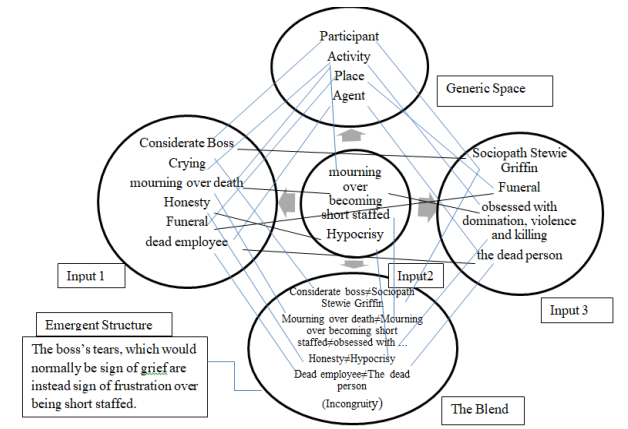 Participant
Activity
Place
Agent
Generic Space
Considerate Boss
Crying
mourning over death
Honesty
Funeral
dead employee
Input 1
mourning
over
becoming
short staffed
Hypocrisy
Input2
Sociopath Stewie
Griffin
Funeral
obsessed with
domination, violence
and killing
the dead person
Input 3
Considerate boss≠Sociopath
Stewie Griffin
Mourning over death≠Mourning
over becoming short
staffed≠obsessed with ...
Honesty≠Hypocrisy
Dead employee≠The dead
person
(Incongruity)
The Blend
Emergent Structure
The boss's tears, which would
normally be sign of grief are
instead sign of frustration over
being short staffed.